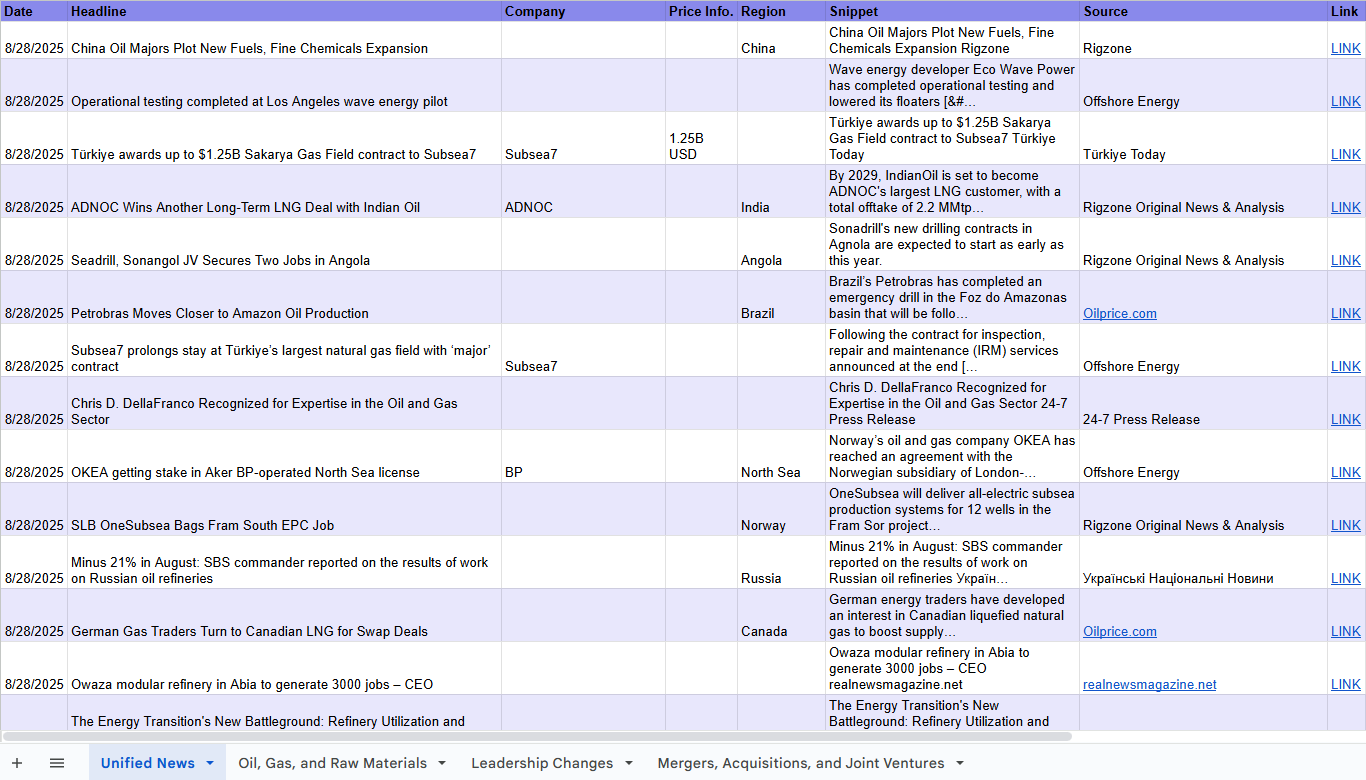 Date Headline Company Price Info. Region Snippet Source Link
8/28/2025 China Oil Majors Plot New Fuels, Fine Chemicals Expansion China China Oil Majors Plot New Fuels, Fine
Chemicals Expansion Rigzone Rigzone LINK
8/28/2025 Operational testing completed at Los Angeles wave energy pilot Wave energy developer Eco Wave Power
has completed operational testing and
lowered its floaters [&#... Offshore Energy LINK
8/28/2025 Türkiye awards up to $1.25B Sakarya Gas Field contract to Subsea7 Subsea7 1.25B
USD Türkiye awards up to $1.25B Sakarya
Gas Field contract to Subsea7 Türkiye
Today Türkiye Today LINK
8/28/2025 ADNOC Wins Another Long-Term LNG Deal with Indian Oil ADNOC India By 2029, IndianOil is set to become
ADNOC's largest LNG customer, with a
total offtake of 2.2 MMtp... Rigzone Original News & Analysis LINK
8/28/2025 Seadrill, Sonangol JV Secures Two Jobs in Angola Angola Sonadrill's new drilling contracts in
Agnola are expected to start as early as
this year. Rigzone Original News & Analysis LINK
8/28/2025 Petrobras Moves Closer to Amazon Oil Production Brazil Brazil’s Petrobras has completed an
emergency drill in the Foz do Amazonas
basin that will be follo... Oilprice.com LINK
8/28/2025 Subsea7 prolongs stay at Türkiye’s largest natural gas field with ‘major’
contract Subsea7 Following the contract for inspection,
repair and maintenance (IRM) services
announced at the end [... Offshore Energy LINK
8/28/2025 Chris D. DellaFranco Recognized for Expertise in the Oil and Gas
Sector Chris D. DellaFranco Recognized for
Expertise in the Oil and Gas Sector 24-7
Press Release 24-7 Press Release LINK
8/28/2025 OKEA getting stake in Aker BP-operated North Sea license BP North Sea Norway’s oil and gas company OKEA has
reached an agreement with the
Norwegian subsidiary of London-... Offshore Energy LINK
8/28/2025 SLB OneSubsea Bags Fram South EPC Job Norway OneSubsea will deliver all-electric subsea
production systems for 12 wells in the
Fram Sor project... Rigzone Original News & Analysis LINK
8/28/2025 Minus 21% in August: SBS commander reported on the results of work
on Russian oil refineries Russia Minus 21% in August: SBS commander
reported on the results of work on
Russian oil refineries Україн... Українські Національні Новини LINK
8/28/2025 German Gas Traders Turn to Canadian LNG for Swap Deals Canada German energy traders have developed
an interest in Canadian liquefied natural
gas to boost supply... Oilprice.com LINK
8/28/2025 Owaza modular refinery in Abia to generate 3000 jobs – CEO Owaza modular refinery in Abia to
generate 3000 jobs – CEO
realnewsmagazine.net realnewsmagazine.net LINK
The Energy Transition's New Battleground: Refinery Utilization and The Energy Transition's New
Battleground: Refinery Utilization and
Unified News Oil, Gas, and Raw Materials Leadership Changes Mergers, Acquisitions, and Joint Ventures